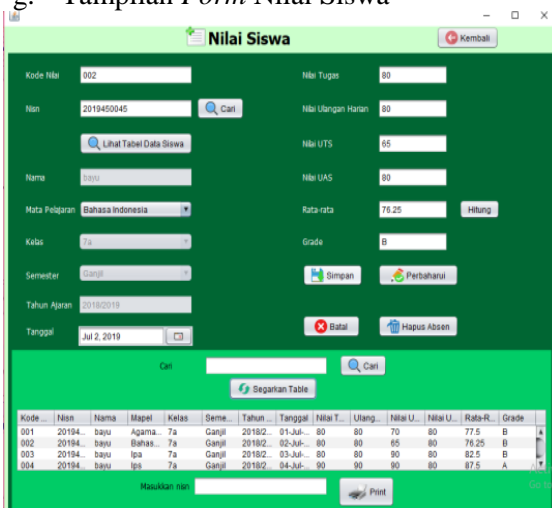 g. Tampilan Form Nilai Siswa
Nilai Siswa
Kembali
Kode Nilai 002
Nilai Tugas 80
Nisn 2019450045 Cari
Nilai Ulangan Harian 80
Lihat Tabel Data Siswa
Nilai UTS 65
Nama bayu
Nilai UAS 80
Mata Pelajaran Bahasa Indonesia
Rata-rata 76.25 Hitung
Kelas 7a
Grade B
Semester Ganjil
Simpan Perbaharui
Tahun Ajaran 2018/2019
Tanggal Jul 2, 2019
Batal Hapus Absen
Cari Cari
Segarkan Table
Kode ... Nisn Nama Mapel Kelas Seme... Tahun ... Tanggal Nilai T... Ulang... Nilai U... Nilai U... Rata-R... Grade
001 20194... bayu Agama... 7a Ganjil 2018/2... 01-Jul-... 80 80 70 80 77.5 B
002 20194... bayu Bahas... 7a Ganjil 2018/2... 02-Jul-... 80 80 65 80 76.25 B
003 20194... bayu ipa 7a Ganjil 2018/2... 03-Jul-... 80 80 90 80 82.5 B
004 20194... bayu ips 7a Ganjil 2018/2... 04-Jul-... 90 90 90 80 87.5 A
Masukkan nisn Print
Go to